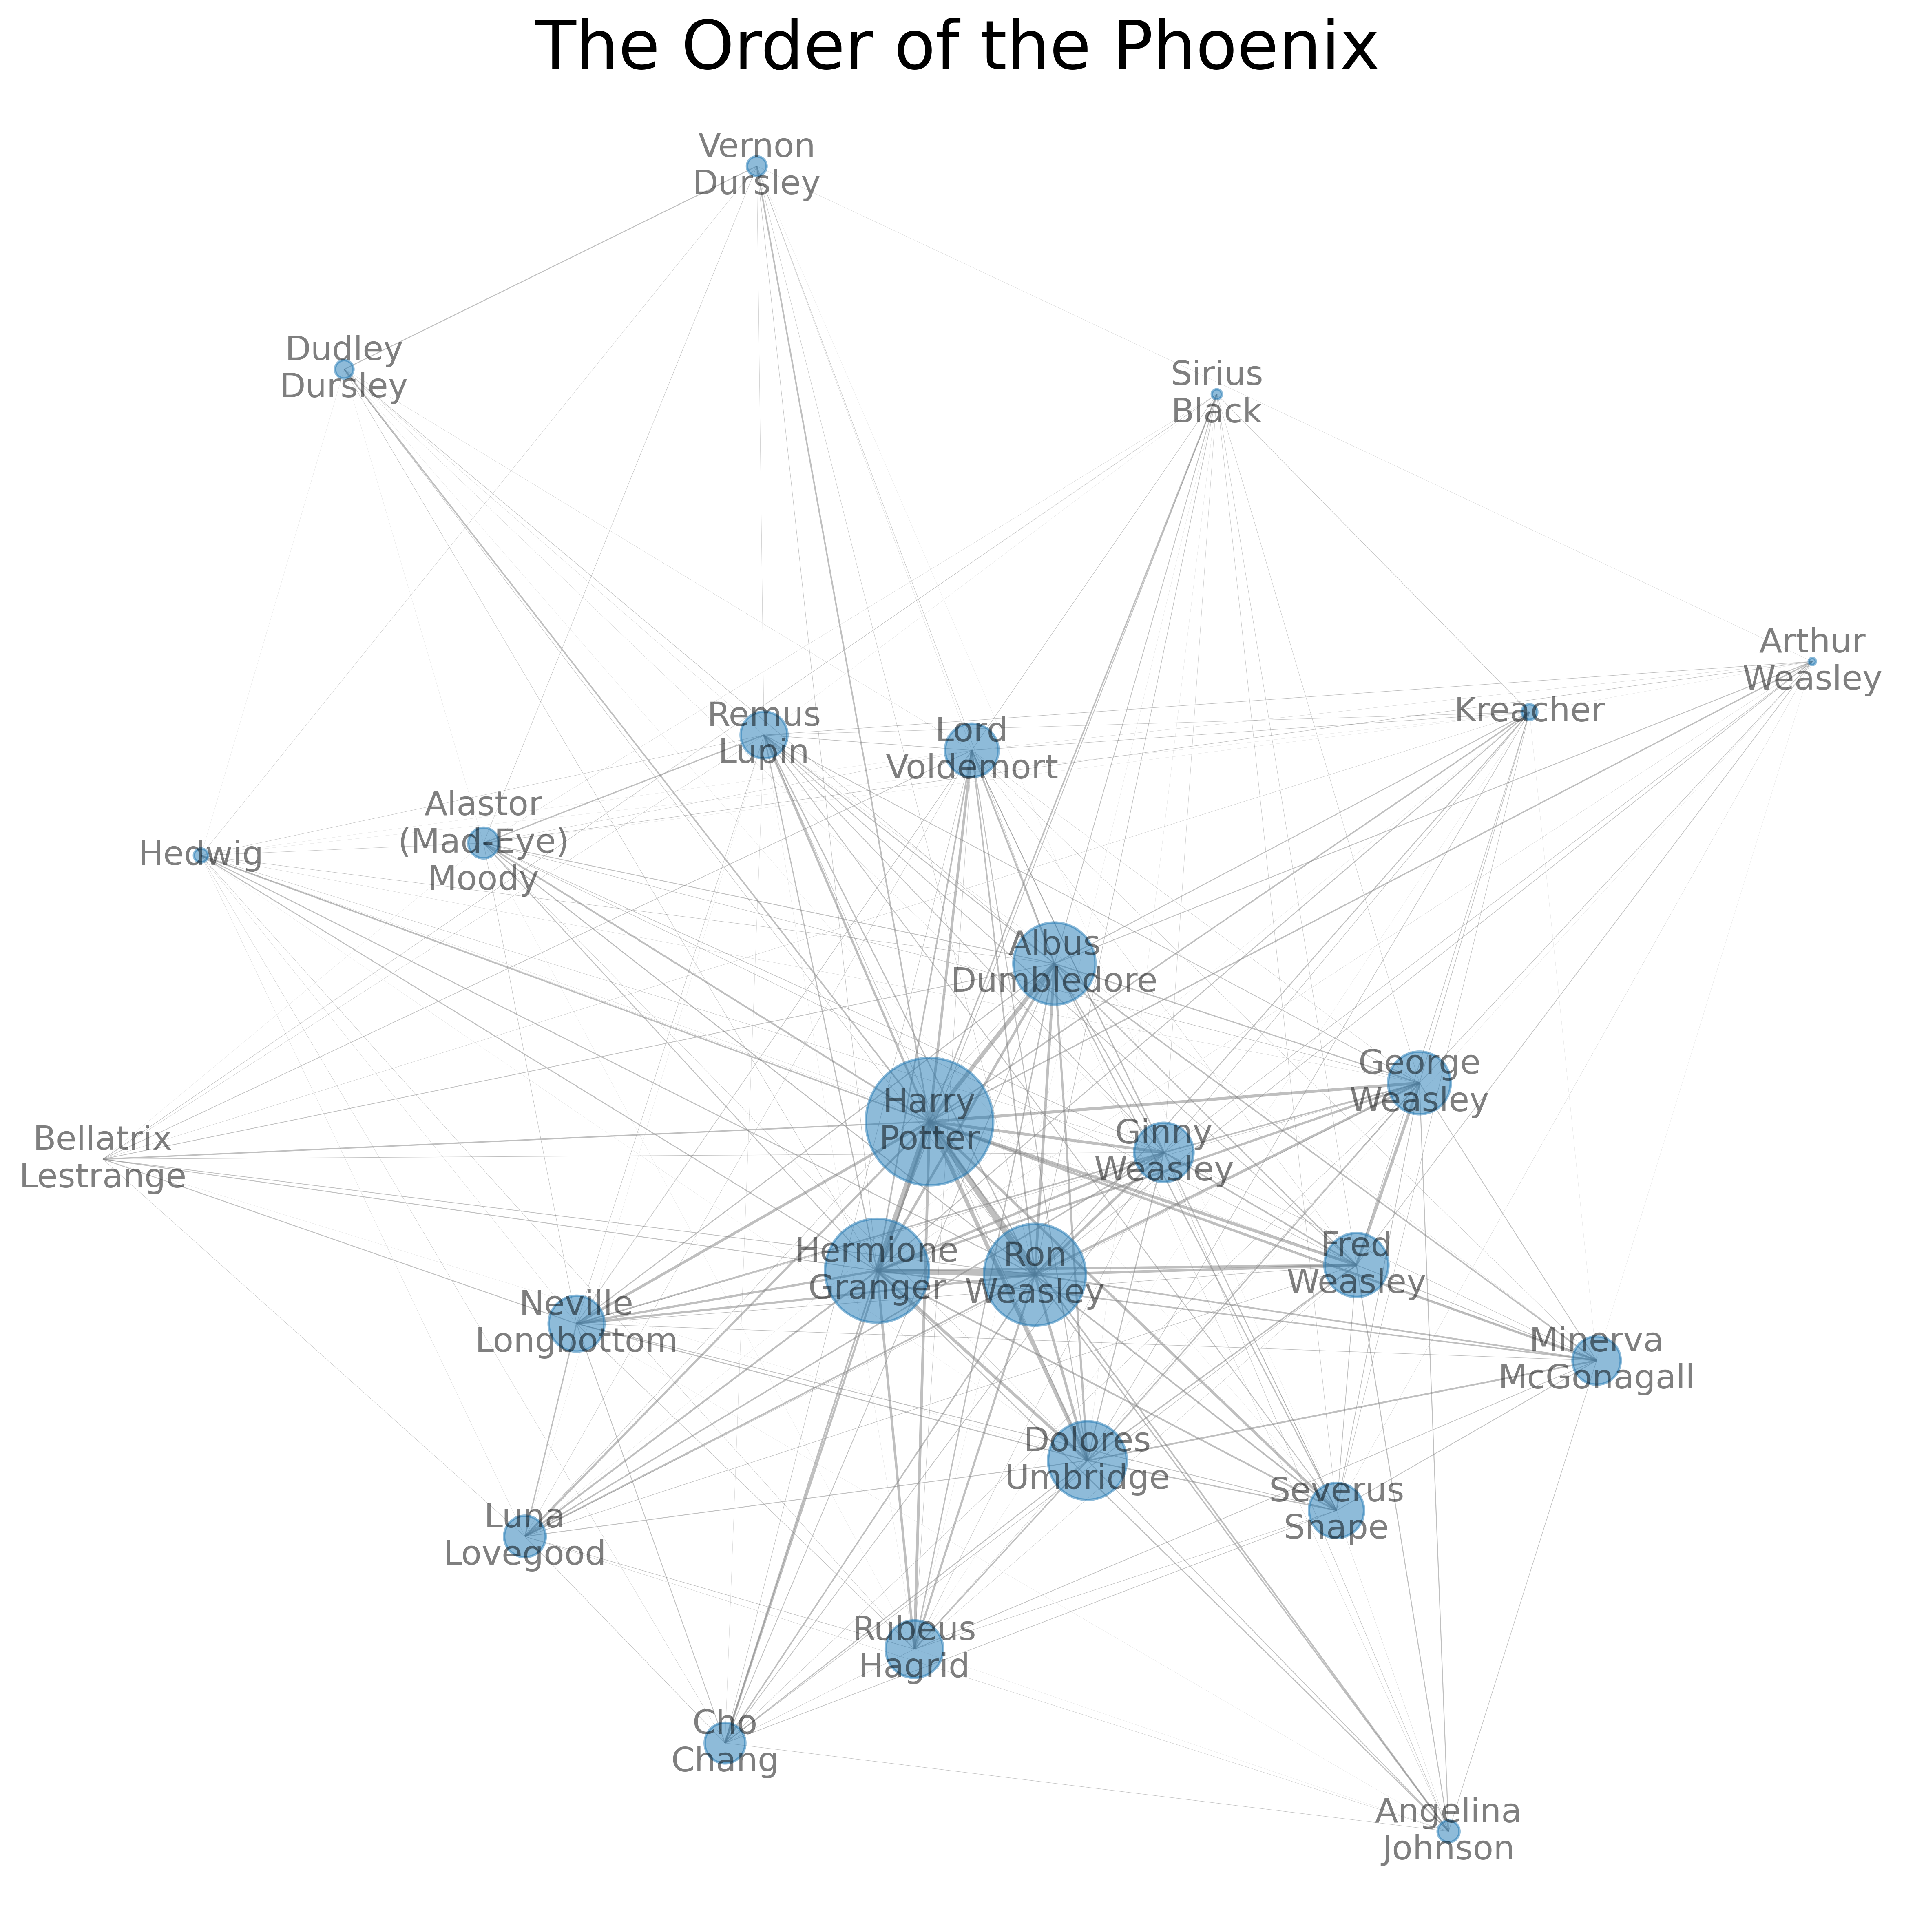 The Order of the Phoenix
Vernon
Dursley
Dudley
Dursley
Sirius
Black
Arthur
Weasley
Kreacher
Remus
Lupin
Lord
Voldemort
Alastor
(Mad-Eye)
Moody
Hedwig
Albus
Dumbledore
George
Weasley
Harry
Potter
Ginny
Weasley
Bellatrix
Lestrange
Hermione
Granger
Ron
Weasley
Fred
Weasley
Neville
Longbottom
Minerva
McGonagall
Dolores
Umbridge
Severus
Snape
Luna
Lovegood
Rubeus
Hagrid
Cho
Chang
Angelina
Johnson